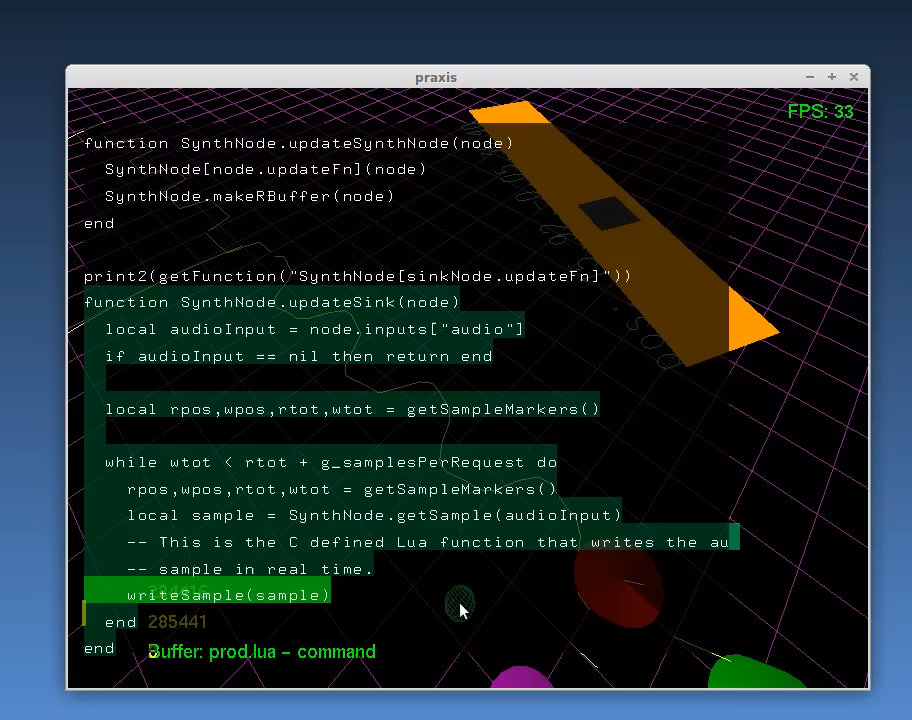 praxis
FPS: 33
function SynthNode.updateSynthNode(node)
  SynthNode[node.updateFn](node)
  SynthNode.makeRBuffer(node)
end
print2(getFunction("SynthNode[sinkNode.updateFn]"))
function SynthNode.updateSink(node)
  local audioInput = node.inputs["audio"]
  if audioInput == nil then return end
  local rpos,wpos,rtot,wtot = getSampleMarkers()
  while wtot < rtot + g_samplesPerRequest do
    rpos,wpos,rtot,wtot = getSampleMarkers()
    local sample = SynthNode.getSample(audioInput)
    -- This is the C defined Lua function that writes the au
    -- sample in real time.
    writeSample(sample)
  end
285441
end
Buffer: prod.lua – command